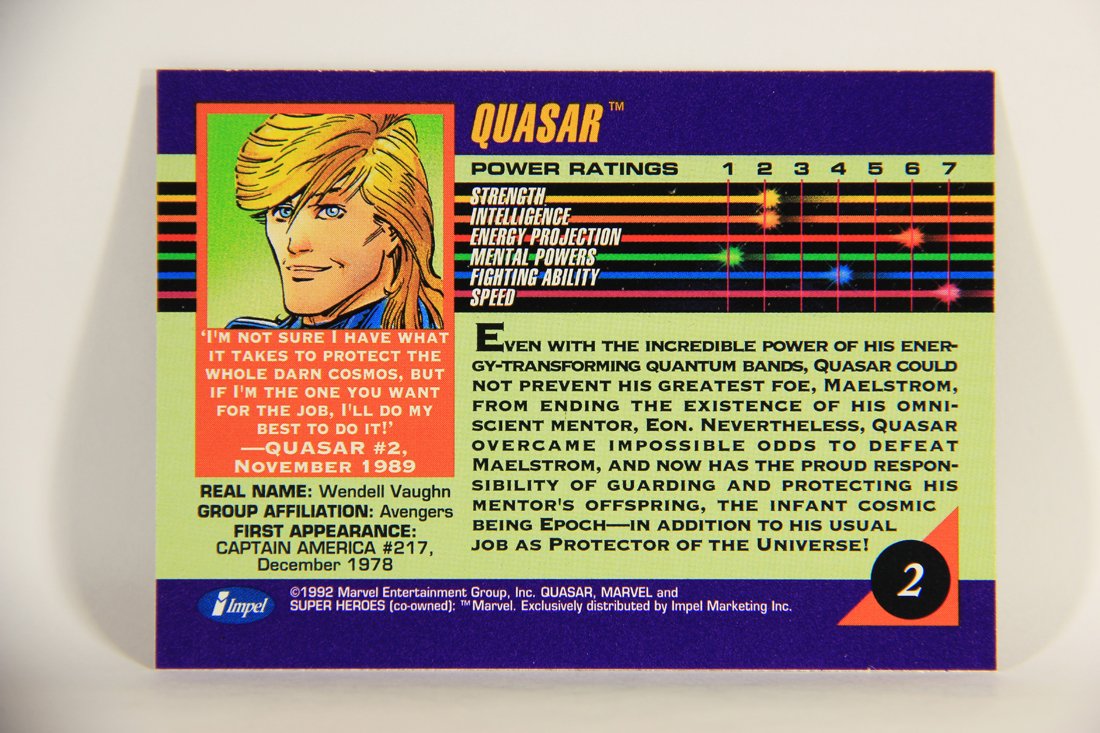 QUASAR™
POWER RATINGS 1 2 3 4 5 6 7
STRENGTH
INTELLIGENCE
ENERGY PROJECTION
MENTAL POWERS
FIGHTING ABILITY
SPEED
'I'M NOT SURE I HAVE WHAT
IT TAKES TO PROTECT THE
WHOLE DARN COSMOS, BUT
IF I'M THE ONE YOU WANT
FOR THE JOB, I'LL DO MY
BEST TO DO IT!'
—QUASAR #2,
NOVEMBER 1989
REAL NAME: Wendell Vaughn
GROUP AFFILIATION: Avengers
FIRST APPEARANCE:
CAPTAIN AMERICA #217,
December 1978
EVEN WITH THE INCREDIBLE POWER OF HIS ENER-
GY-TRANSFORMING QUANTUM BANDS, QUASAR COULD
NOT PREVENT HIS GREATEST FOE, MAELSTROM,
FROM ENDING THE EXISTENCE OF HIS OMNI-
SCIENT MENTOR, EON. NEVERTHELESS, QUASAR
OVERCAME IMPOSSIBLE ODDS TO DEFEAT
MAELSTROM, AND NOW HAS THE PROUD RESPON-
SIBILITY OF GUARDING AND PROTECTING HIS
MENTOR'S OFFSPRING, THE INFANT COSMIC
BEING EPOCH—IN ADDITION TO HIS USUAL
JOB AS PROTECTOR OF THE UNIVERSE!
2
Impel
©1992 Marvel Entertainment Group, Inc. QUASAR, MARVEL and
SUPER HEROES (co-owned): ™Marvel. Exclusively distributed by Impel Marketing Inc.